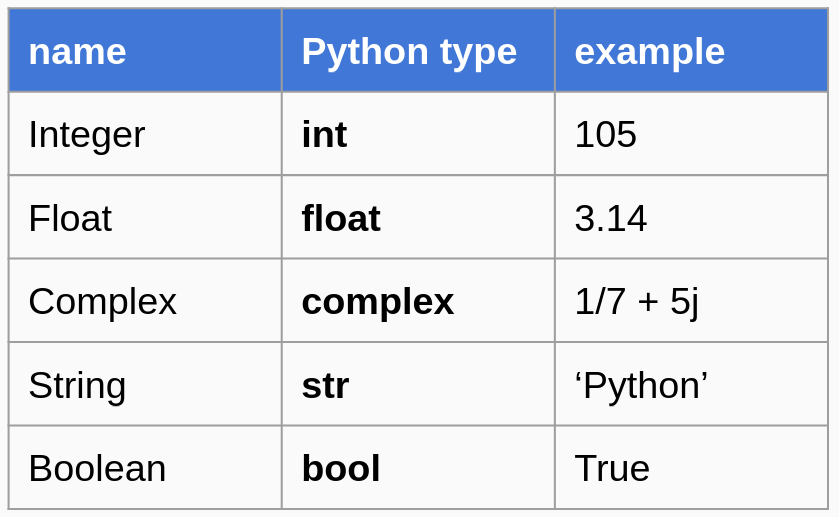 name Python type example
Integer int 105
Float float 3.14
Complex complex 1/7 + 5j
String str ‘Python’
Boolean bool True